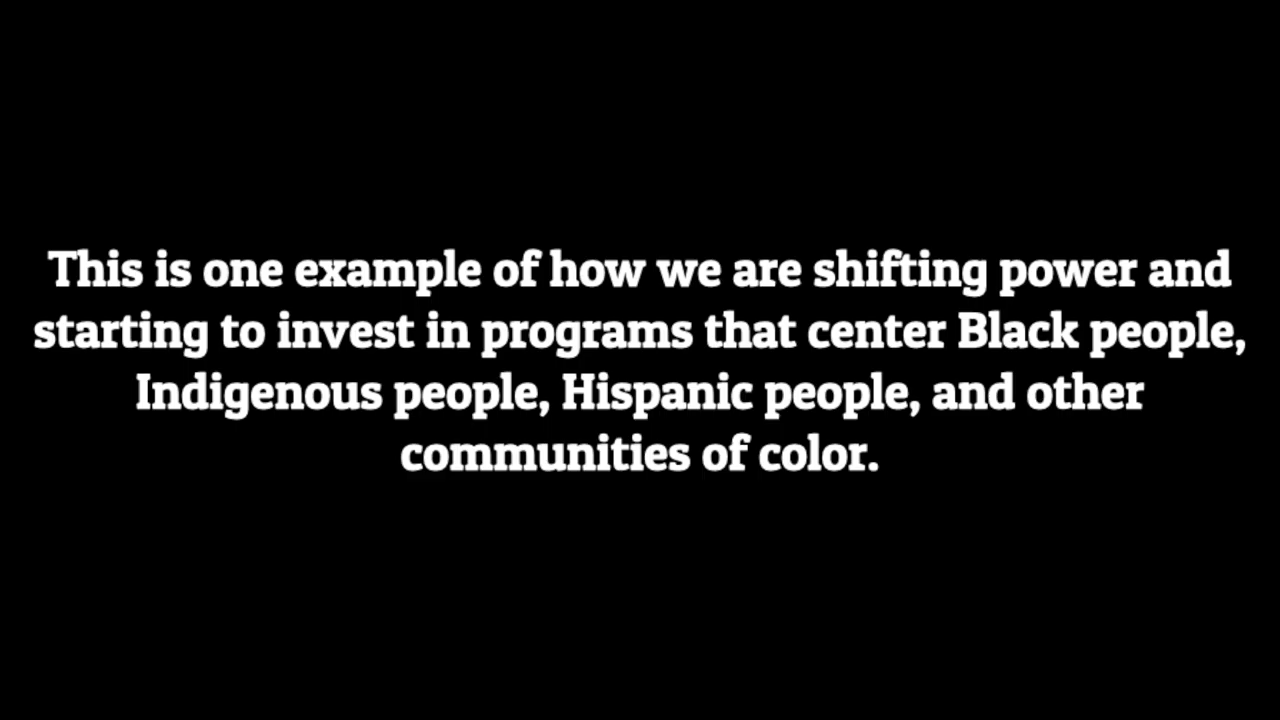 This is one example of how we are shifting power and
starting to invest in programs that center Black people,
Indigenous people, Hispanic people, and other
communities of color.